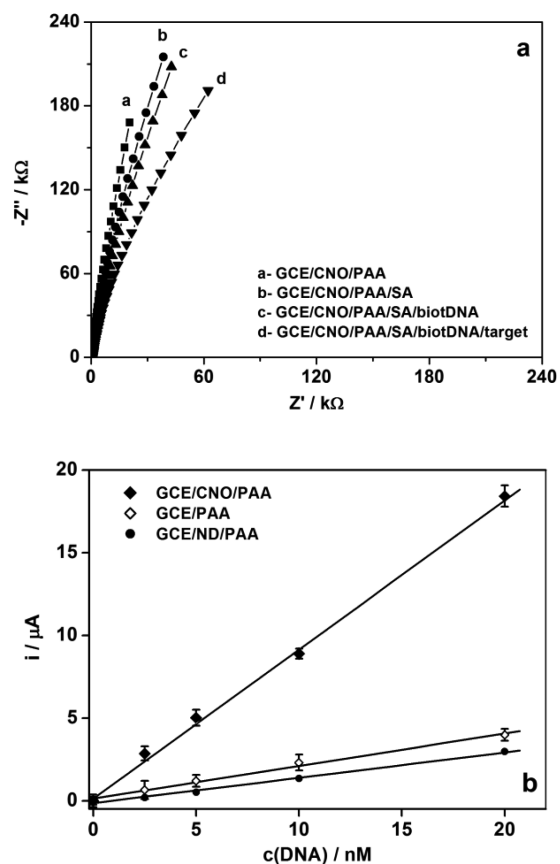 240
a
b
c
d
a
180
120
60
0
-Z'' / kΩ
a- GCE/CNO/PAA
b- GCE/CNO/PAA/SA
c- GCE/CNO/PAA/SA/biotDNA
d- GCE/CNO/PAA/SA/biotDNA/target
0 60 120 180 240
Z' / kΩ
20
GCE/CNO/PAA
GCE/PAA
GCE/ND/PAA
15
10
5
0
i / μA
b
0 5 10 15 20
c(DNA) / nM